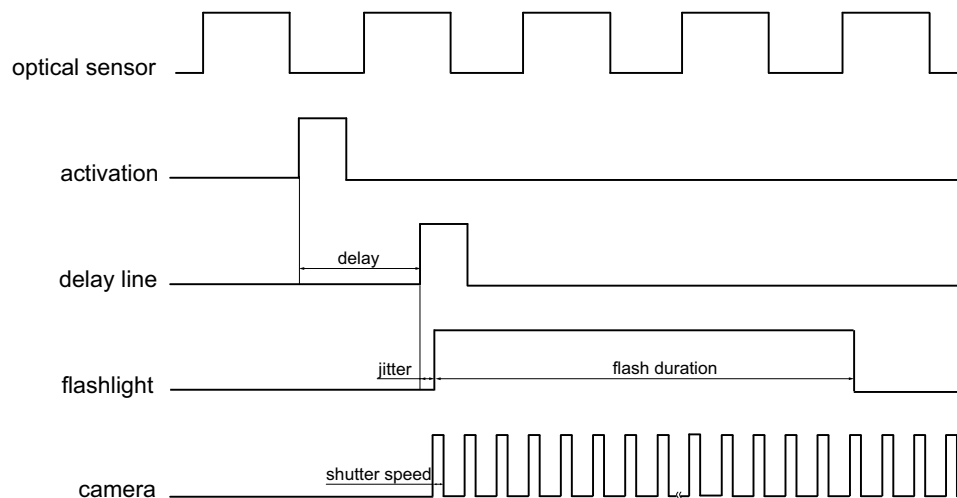 optical sensor
activation
delay
delay line
jitter
flash duration
flashlight
shutter speed
camera